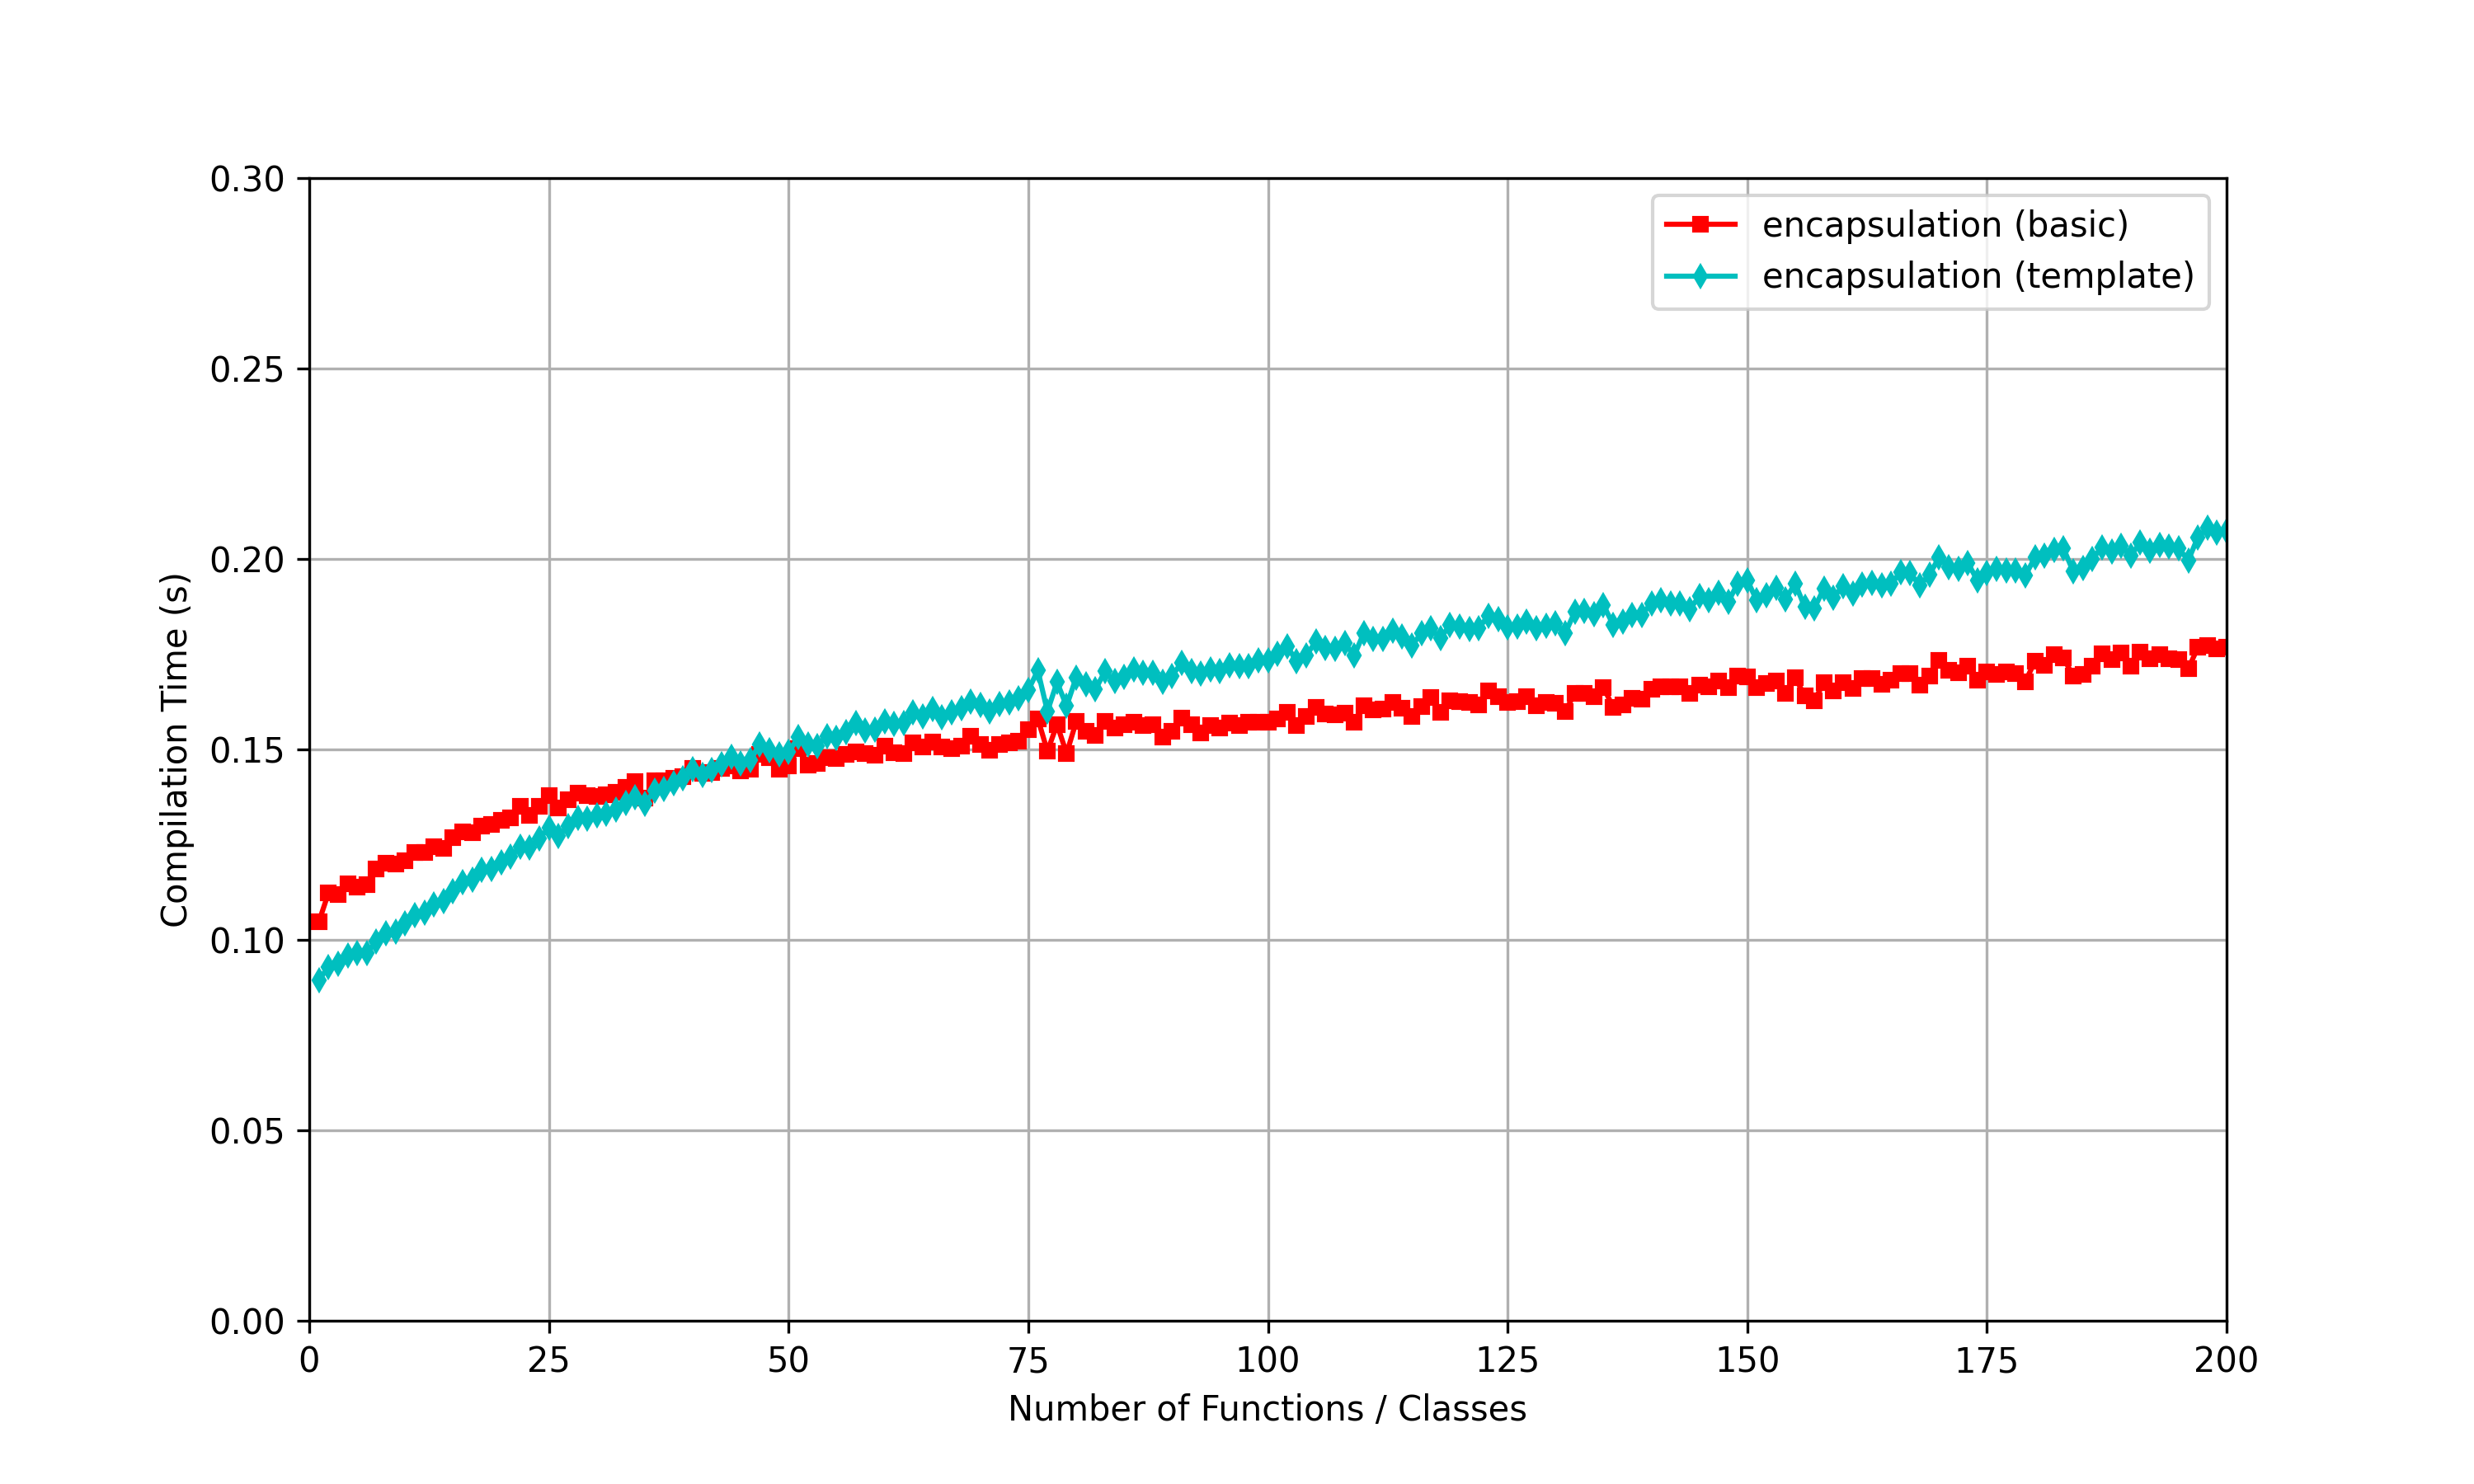 encapsulation (basic)
encapsulation (template)
Compilation Time (s)
0.30
0.25
0.20
0.15
0.10
0.05
0.00
0 25 50 75 100 125 150 175 200
Number of Functions / Classes